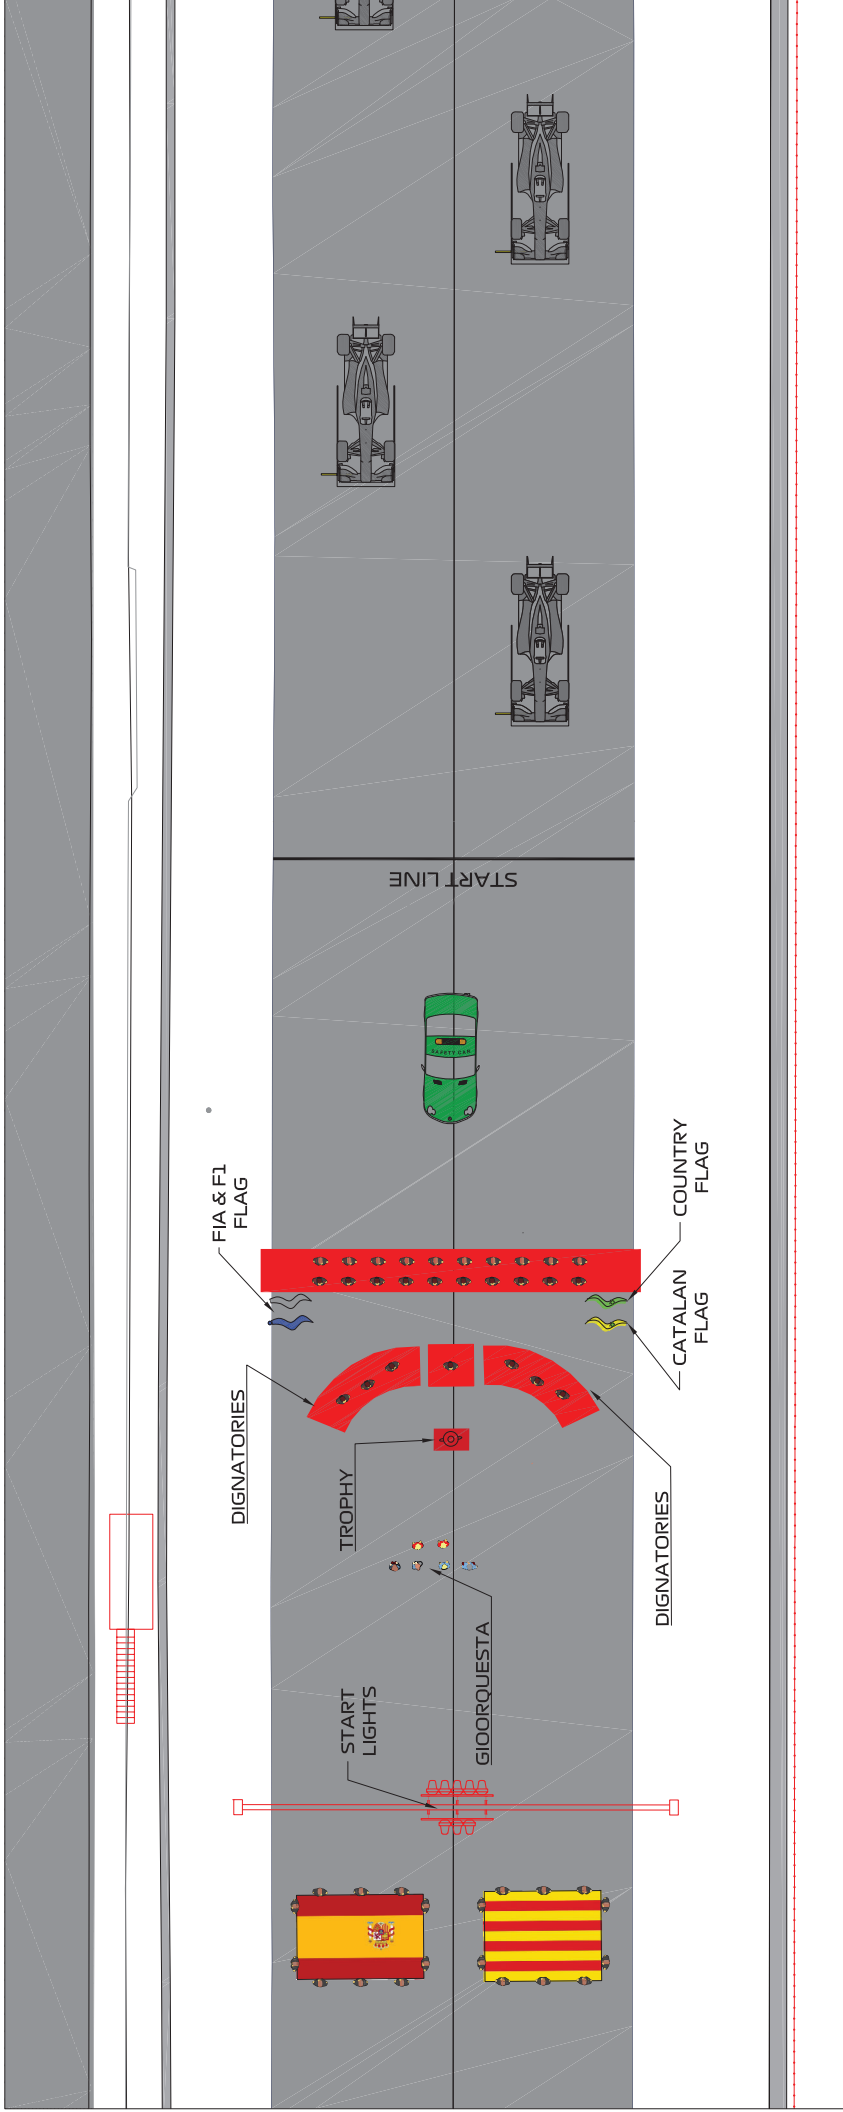 START LINE
SAFETY CAR
FIA & F1
FLAG
COUNTRY
FLAG
CATALAN
FLAG
DIGNATORIES
TROPHY
DIGNATORIES
START
LIGHTS
GIOORQUESTA